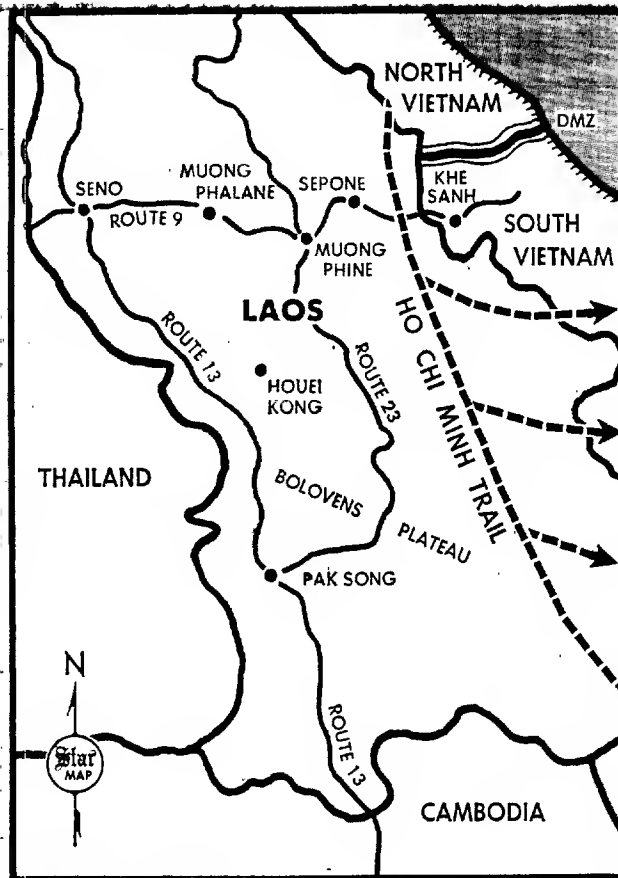 NORTH
VIETNAM
DMZ
MUONG
PHALANE
SEPONE
KHE
SANH
SENO
ROUTE 9
SOUTH
VIETNAM
MUONG
PHINE
LAOS
ROUTE 13
ROUTE 23
HO CHI MINH TRAIL
HOUEI
KONG
THAILAND
BOLOVENS
PLATEAU
PAK SONG
N
Star
MAP
ROUTE 13
CAMBODIA